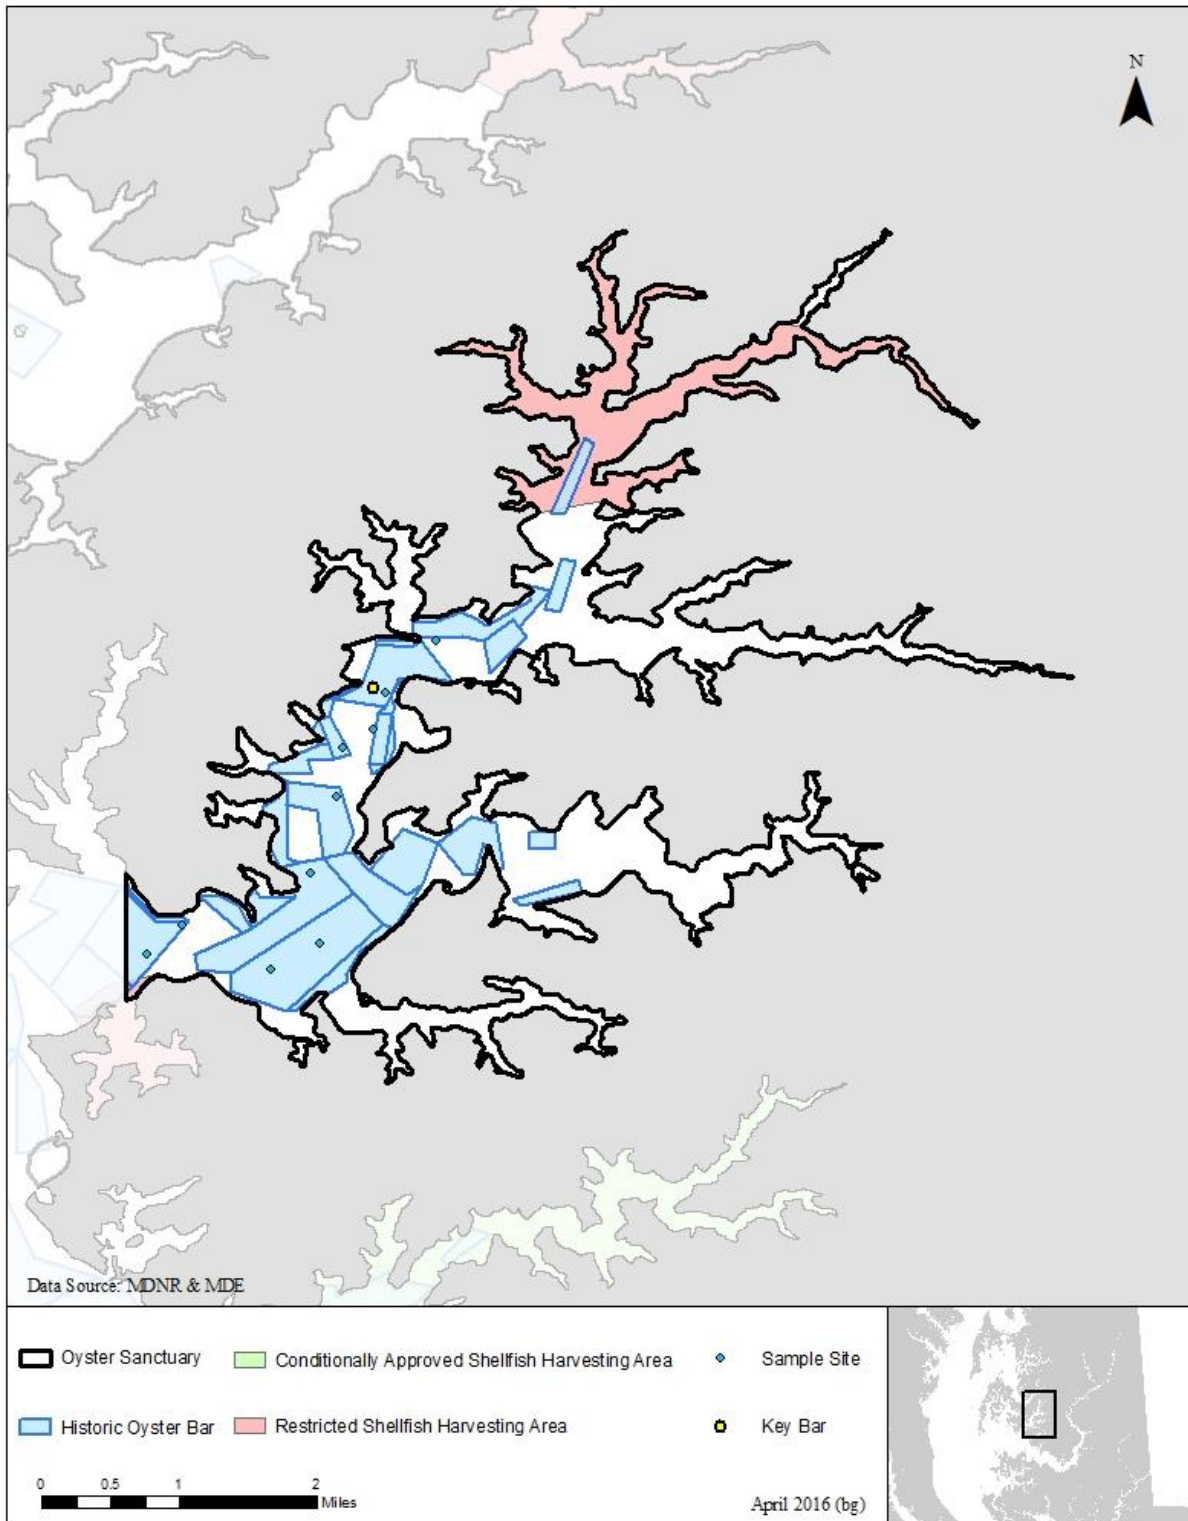 N
Data Source: MDNR & MDE
Oyster Sanctuary
Conditionally Approved Shellfish Harvesting Area
Sample Site
Historic Oyster Bar
Restricted Shellfish Harvesting Area
Key Bar
0 0.5 1 2
Miles
April 2016 (bg)